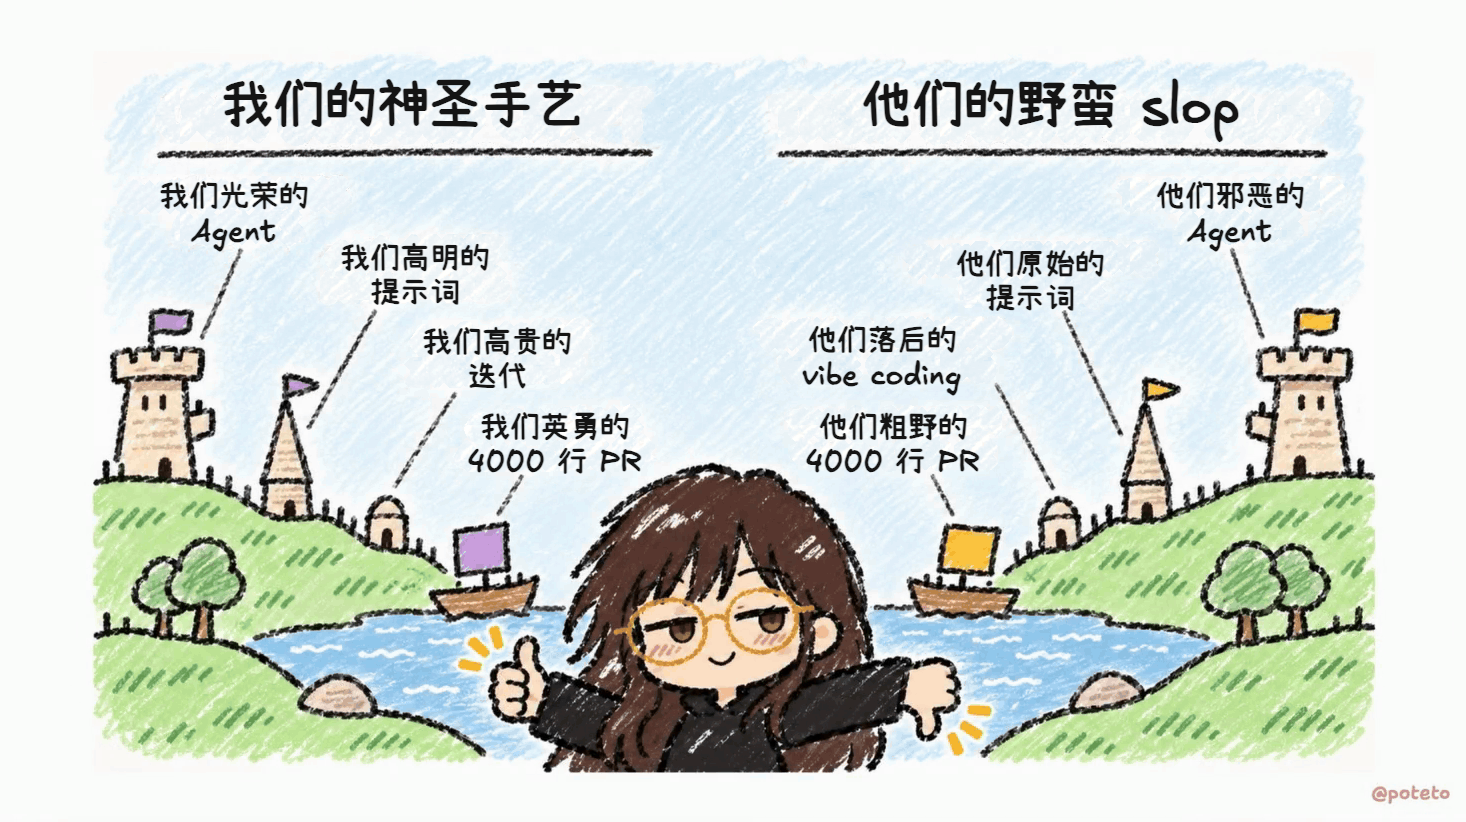 我们的神圣手艺
我们光荣的
Agent
我们高明的
提示词
我们高贵的
迭代
我们英勇的
4000 行 PR
他们的野蛮 slop
他们邪恶的
Agent
他们原始的
提示词
他们落后的
vibe coding
他们粗野的
4000 行 PR
@poteto